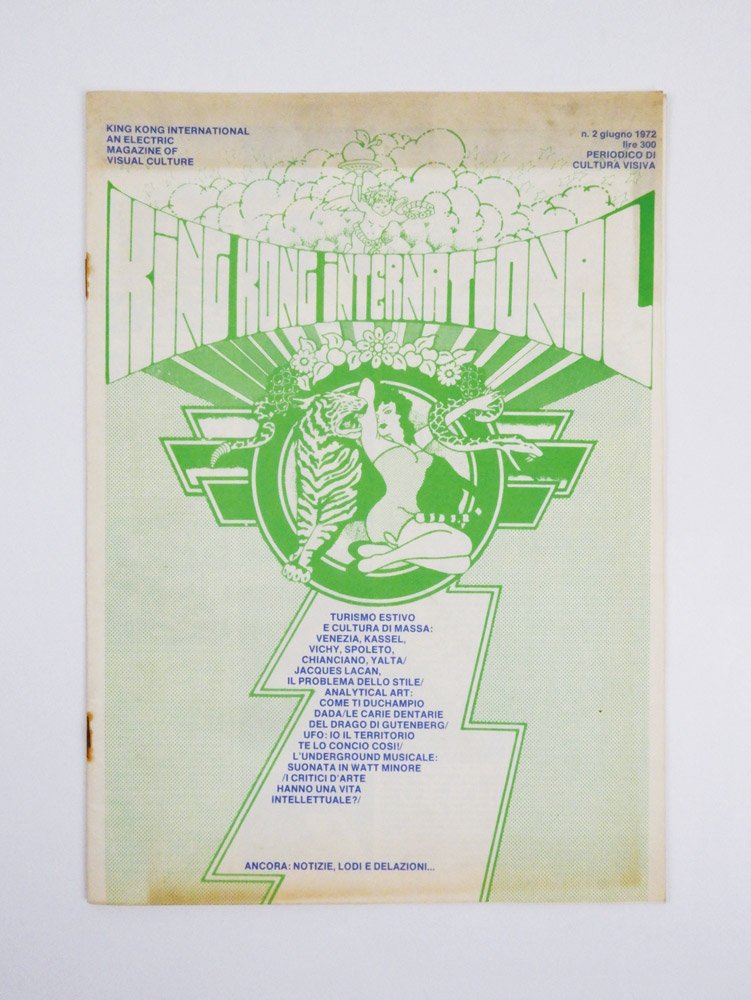 KING KONG INTERNATIONAL
AN ELECTRIC
MAGAZINE OF
VISUAL CULTURE
n. 2 giugno 1972
lire 300
PERIODICO DI
CULTURA VISIVA
KING KONG INTERNATIONAL
TURISMO ESTIVO
E CULTURA DI MASSA:
VENEZIA, KASSEL,
VICHY, SPOLETO,
CHIANCIANO, YALTA/
JACQUES LACAN,
IL PROBLEMA DELLO STILE/
ANALYTICAL ART:
COME TI DUCHAMPIO
DADA/LE CARIE DENTARIE
DEL DRAGO DI GUTENBERG/
UFO: IO IL TERRITORIO
TE LO CONCIO COSI!/
L'UNDERGROUND MUSICALE:
SUONATA IN WATT MINORE
/I CRITICI D'ARTE
HANNO UNA VITA
INTELLETTUALE?/
ANCORA: NOTIZIE, LODI E DELAZIONI...